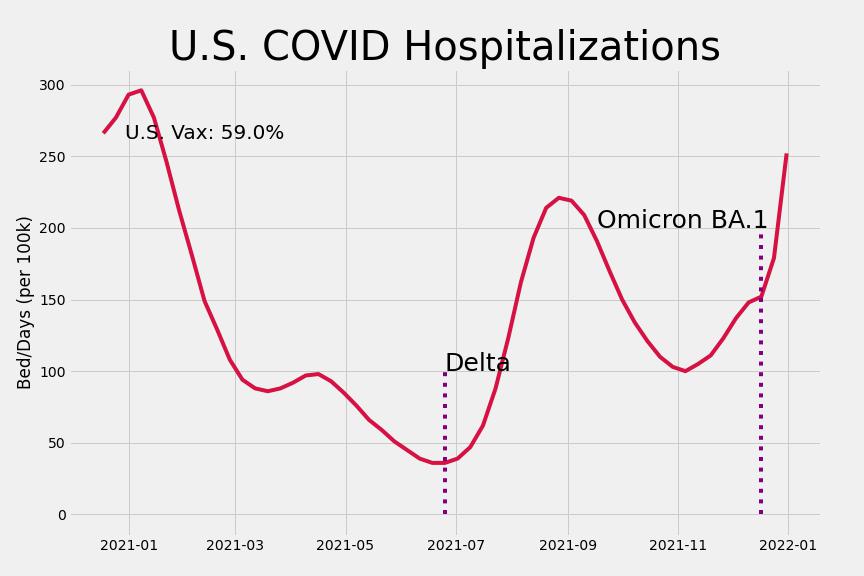 U.S. COVID Hospitalizations
300
U.S. Vax: 59.0%
250
Omicron BA.1
200
Bed/Days (per 100k)
150
Delta
100
50
0
2021-01 2021-03 2021-05 2021-07 2021-09 2021-11 2022-01